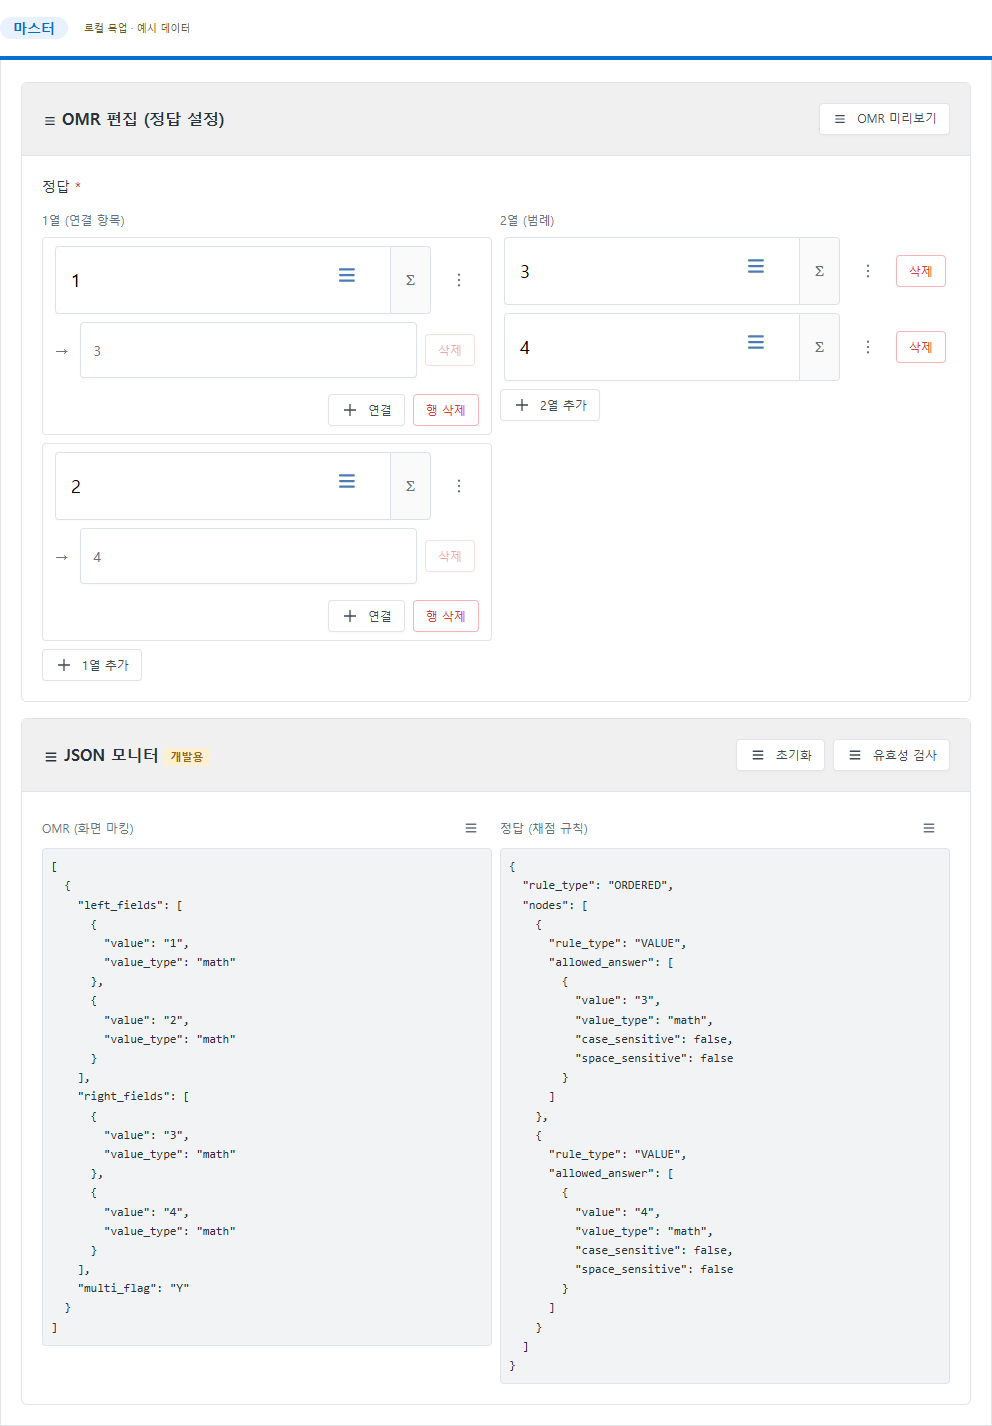 마스터
로컬 목업 · 예시 데이터
OMR 편집 (정답 설정)
OMR 미리보기
정답 *
1열 (연결 항목)
1
Σ
⋮
→ 3 삭제
+ 연결 행 삭제
2
Σ
⋮
→ 4 삭제
+ 연결 행 삭제
+ 1열 추가
2열 (범례)
3 Σ ⋮ 삭제
4 Σ ⋮ 삭제
+ 2열 추가
JSON 모니터 개발용
초기화
유효성 검사
OMR (화면 마킹)
[
  {
    "left_fields": [
      {
        "value": "1",
        "value_type": "math"
      },
      {
        "value": "2",
        "value_type": "math"
      }
    ],
    "right_fields": [
      {
        "value": "3",
        "value_type": "math"
      },
      {
        "value": "4",
        "value_type": "math"
      }
    ],
    "multi_flag": "Y"
  }
]
정답 (채점 규칙)
{
  "rule_type": "ORDERED",
  "nodes": [
    {
      "rule_type": "VALUE",
      "allowed_answer": [
        {
          "value": "3",
          "value_type": "math",
          "case_sensitive": false,
          "space_sensitive": false
        }
      ]
    },
    {
      "rule_type": "VALUE",
      "allowed_answer": [
        {
          "value": "4",
          "value_type": "math",
          "case_sensitive": false,
          "space_sensitive": false
        }
      ]
    }
  ]
}